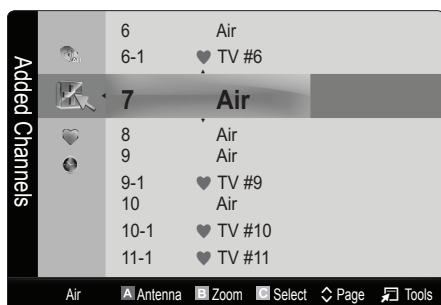 Added Channels
6 Air
6-1 ♥ TV #6
7 Air
8 Air
9 Air
9-1 ♥ TV #9
10 Air
10-1 ♥ TV #10
11-1 ♥ TV #11
Air A Antenna B Zoom C Select Page Tools